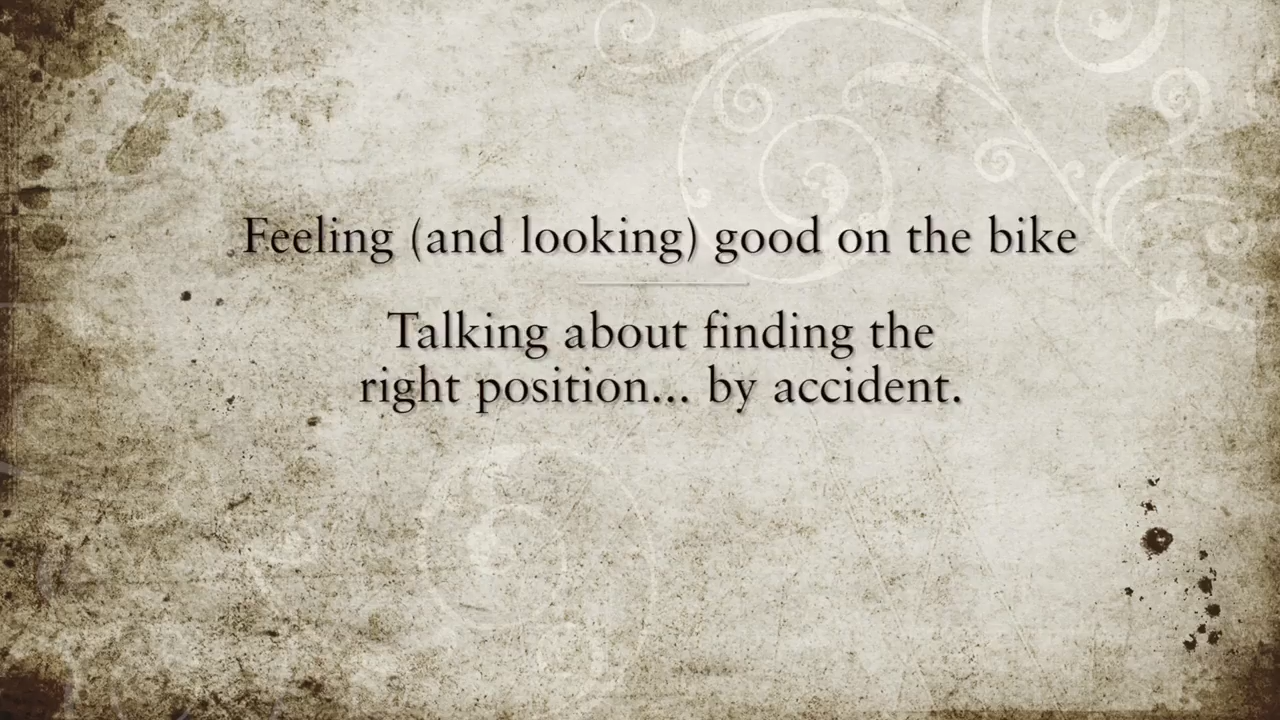 Feeling (and looking) good on the bike
Talking about finding the
right position... by accident.